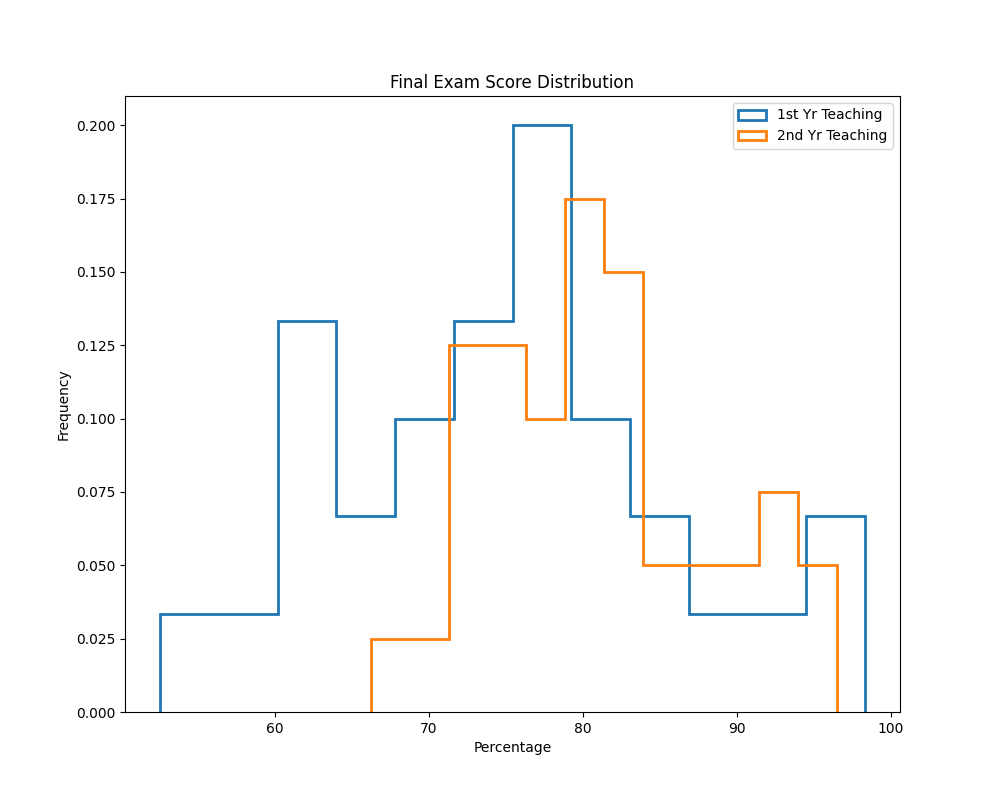 Final Exam Score Distribution
1st Yr Teaching
2nd Yr Teaching
0.200
0.175
0.150
0.125
0.100
0.075
0.050
0.025
0.000
Frequency
60 70 80 90 100
Percentage